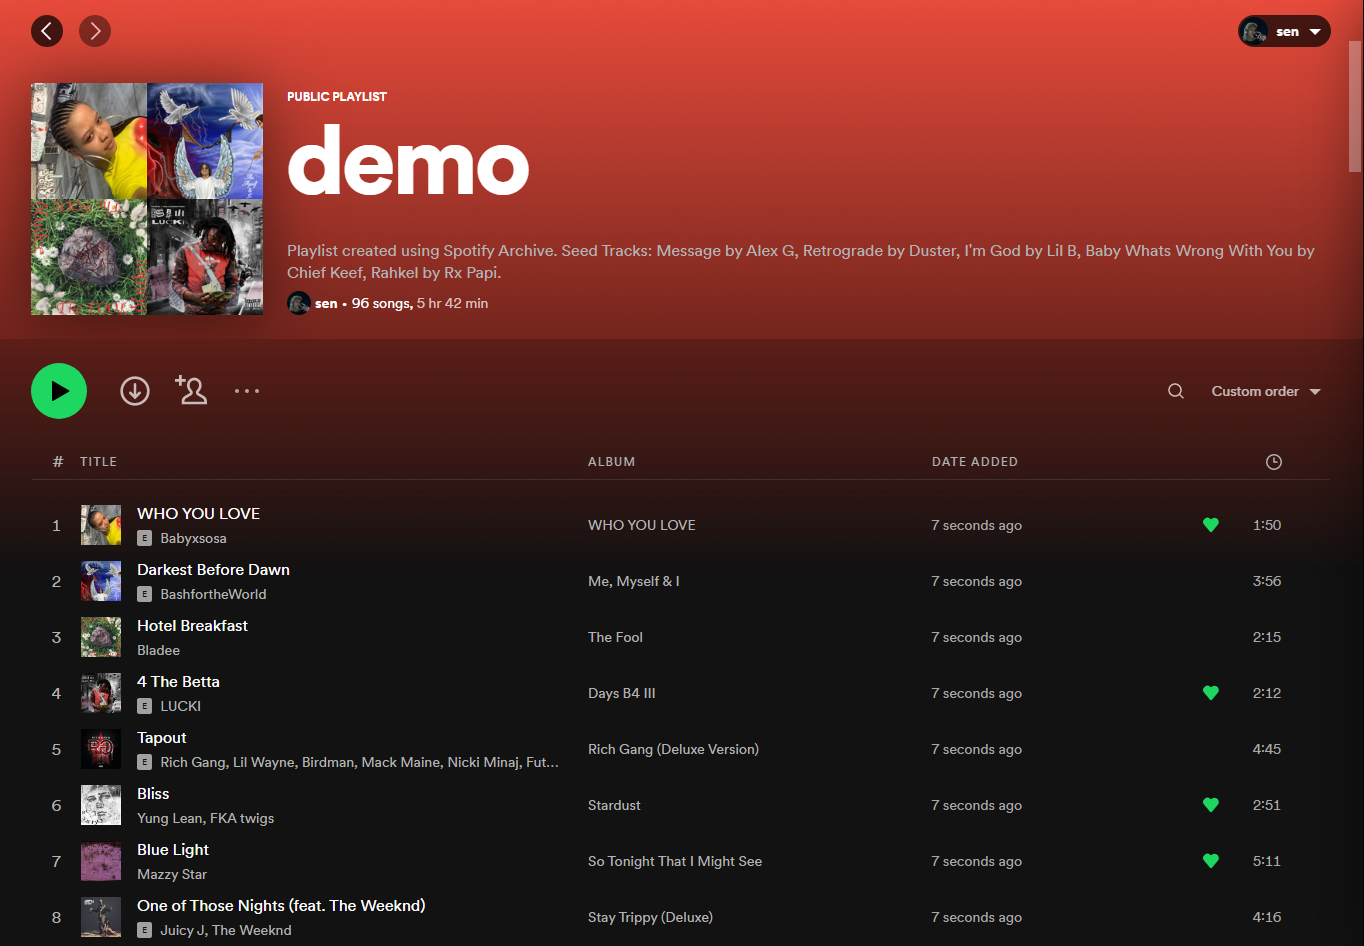 sen
PUBLIC PLAYLIST
demo
Playlist created using Spotify Archive. Seed Tracks: Message by Alex G, Retrograde by Duster, I'm God by Lil B, Baby Whats Wrong With You by
Chief Keef, Rahkel by Rx Papi.
sen • 96 songs, 5 hr 42 min
Custom order
# TITLE ALBUM DATE ADDED
1 WHO YOU LOVE WHO YOU LOVE 7 seconds ago 1:50
E Babyxsosa
2 Darkest Before Dawn Me, Myself & I 7 seconds ago 3:56
E BashfortheWorld
3 Hotel Breakfast The Fool 7 seconds ago 2:15
Bladee
4 4 The Betta Days B4 III 7 seconds ago 2:12
E LUCKI
5 Tapout Rich Gang (Deluxe Version) 7 seconds ago 4:45
E Rich Gang, Lil Wayne, Birdman, Mack Maine, Nicki Minaj, Fut...
6 Bliss Stardust 7 seconds ago 2:51
Yung Lean, FKA twigs
7 Blue Light So Tonight That I Might See 7 seconds ago 5:11
Mazzy Star
8 One of Those Nights (feat. The Weeknd) Stay Trippy (Deluxe) 7 seconds ago 4:16
E Juicy J, The Weeknd